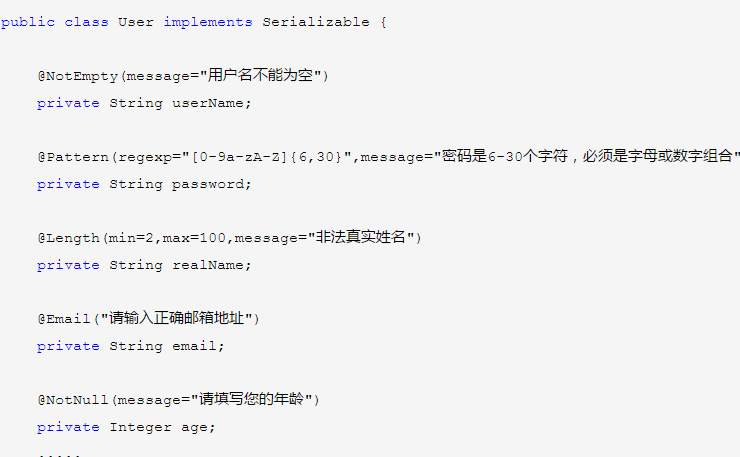 public class User implements Serializable {
@NotEmpty(message="用户名不能为空")
private String userName;
@Pattern(regexp="[0-9a-zA-Z]{6,30}",message="密码是6-30个字符，必须是字母或数字组合"
private String password;
@Length(min=2,max=100,message="非法真实姓名")
private String realName;
@Email("请输入正确邮箱地址")
private String email;
@NotNull(message="请填写您的年龄")
private Integer age;
.....